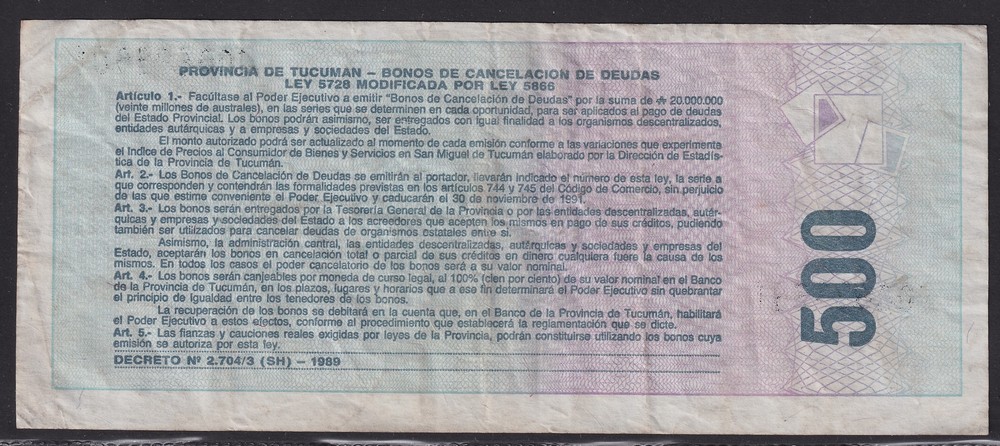 PROVINCIA DE TUCUMAN – BONOS DE CANCELACION DE DEUDAS
LEY 5728 MODIFICADA POR LEY 5866
Artículo 1.- Facúltase al Poder Ejecutivo a emitir "Bonos de Cancelación de Deudas" por la suma de ₳ 20.000.000
(veinte millones de australes), en las series que se determinen en cada oportunidad, para ser aplicados al pago de deudas
del Estado Provincial. Los bonos podrán asimismo, ser entregados con igual finalidad a los organismos descentralizados,
entidades autárquicas y a empresas y sociedades del Estado.
El monto autorizado podrá ser actualizado al momento de cada emisión conforme a las variaciones que experimente
el Indice de Precios al Consumidor de Bienes y Servicios en San Miguel de Tucumán elaborado por la Dirección de Estadís-
tica de la Provincia de Tucumán.
Art. 2.- Los Bonos de Cancelación de Deudas se emitirán al portador, llevarán indicado el número de esta ley, la serie a
que corresponden y contendrán las formalidades previstas en los artículos 744 y 745 del Código de Comercio, sin perjuicio
de las que estime conveniente el Poder Ejecutivo y caducarán el 30 de noviembre de 1991.
Art. 3.- Los bonos serán entregados por la Tesorería General de la Provincia o por las entidades descentralizadas, autár-
quicas y empresas y sociedades del Estado a los acreedores que acepten los mismos en pago de sus créditos, pudiendo
también ser utilizados para cancelar deudas de organismos estatales entre sí.
Asimismo, la administración central, las entidades descentralizadas, autárquicas y sociedades y empresas del
Estado, aceptarán los bonos en cancelación total o parcial de sus créditos en dinero cualquiera fuere la causa de los
mismos. En todos los casos el poder cancelatorio de los bonos será a su valor nominal.
Art. 4.- Los bonos serán canjeables por moneda de curso legal, al 100% (cien por ciento) de su valor nominal en el Banco
de la Provincia de Tucumán, en los plazos, lugares y horarios que a ese fin determinará el Poder Ejecutivo sin quebrantar
el principio de igualdad entre los tenedores de los bonos.
La recuperación de los bonos se debitará en la cuenta que, en el Banco de la Provincia de Tucumán, habilitará
el Poder Ejecutivo a estos efectos, conforme al procedimiento que establecerá la reglamentación que se dicte.
Art. 5.- Las fianzas y cauciones reales exigidas por leyes de la Provincia, podrán constituirse utilizando los bonos cuya
emisión se autoriza por esta ley.
DECRETO Nº 2.704/3 (SH) – 1989
500